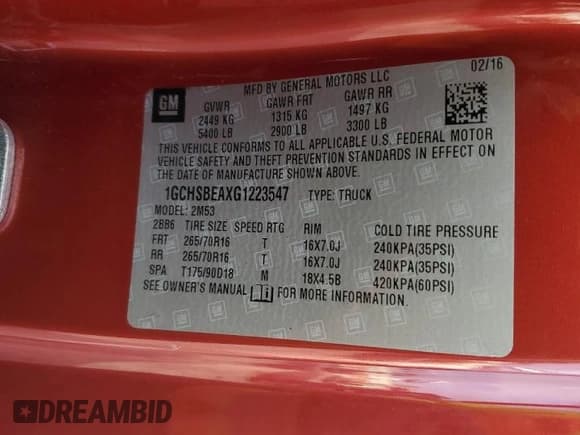 MFD BY GENERAL MOTORS LLC 02/16
GM GVWR GAWR FRT GAWR RR
2449 KG 1315 KG 1497 KG
5400 LB 2900 LB 3300 LB
THIS VEHICLE CONFORMS TO ALL APPLICABLE U.S. FEDERAL MOTOR
VEHICLE SAFETY AND THEFT PREVENTION STANDARDS IN EFFECT ON
THE DATE OF MANUFACTURE SHOWN ABOVE.
1GCHSBEAXG1223547 TYPE: TRUCK
MODEL: 2M53
2BB6 TIRE SIZE SPEED RTG RIM COLD TIRE PRESSURE
FRT 265/70R16 T 16X7.0J 240KPA(35PSI)
RR 265/70R16 T 16X7.0J 240KPA(35PSI)
SPA T175/90D18 M 18X4.5B 420KPA(60PSI)
SEE OWNER'S MANUAL FOR MORE INFORMATION.
DREAMBID